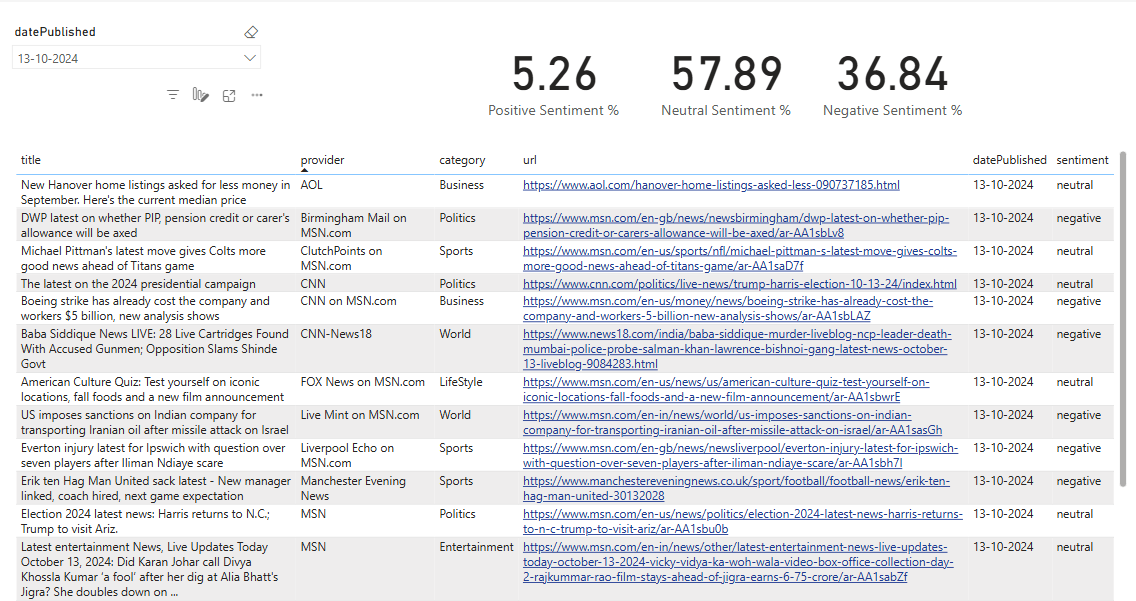 datePublished
13-10-2024
5.26
57.89
36.84
Positive Sentiment %
Neutral Sentiment %
Negative Sentiment %
title provider category url datePublished sentiment
New Hanover home listings asked for less money in AOL Business https://www.aol.com/hanover-home-listings-asked-less-090737185.html 13-10-2024 neutral
September. Here's the current median price
DWP latest on whether PIP, pension credit or carer's Birmingham Mail on Politics https://www.msn.com/en-gb/news/newsbirmingham/dwp-latest-on-whether-pip- 13-10-2024 negative
allowance will be axed MSN.com pension-credit-or-carers-allowance-will-be-axed/ar-AA1sbLv8
Michael Pittman's latest move gives Colts more ClutchPoints on Sports https://www.msn.com/en-us/sports/nfl/michael-pittman-s-latest-move-gives-colts- 13-10-2024 neutral
good news ahead of Titans game MSN.com more-good-news-ahead-of-titans-game/ar-AA1saD7f
The latest on the 2024 presidential campaign CNN Politics https://www.cnn.com/politics/live-news/trump-harris-election-10-13-24/index.html 13-10-2024 neutral
Boeing strike has already cost the company and CNN on MSN.com Business https://www.msn.com/en-us/money/news/boeing-strike-has-already-cost-the- 13-10-2024 negative
workers $5 billion, new analysis shows company-and-workers-5-billion-new-analysis-shows/ar-AA1sbLAZ
Baba Siddique News LIVE: 28 Live Cartridges Found CNN-News18 World https://www.news18.com/india/baba-siddique-murder-liveblog-ncp-leader-death- 13-10-2024 negative
With Accused Gunmen; Opposition Slams Shinde mumbai-police-probe-salman-khan-lawrence-bishnoi-gang-latest-news-october-
Govt 13-liveblog-9084283.html
American Culture Quiz: Test yourself on iconic FOX News on MSN.com LifeStyle https://www.msn.com/en-us/news/us/american-culture-quiz-test-yourself-on- 13-10-2024 neutral
locations, fall foods and a new film announcement iconic-locations-fall-foods-and-a-new-film-announcement/ar-AA1sbwrE
US imposes sanctions on Indian company for Live Mint on MSN.com World https://www.msn.com/en-in/news/world/us-imposes-sanctions-on-indian- 13-10-2024 negative
transporting Iranian oil after missile attack on Israel company-for-transporting-iranian-oil-after-missile-attack-on-israel/ar-AA1sasGh
Everton injury latest for Ipswich with question over Liverpool Echo on Sports https://www.msn.com/en-gb/news/newsliverpool/everton-injury-latest-for-ipswich- 13-10-2024 negative
seven players after Iliman Ndiaye scare MSN.com with-question-over-seven-players-after-iliman-ndiaye-scare/ar-AA1sbh7l
Erik ten Hag Man United sack latest - New manager Manchester Evening Sports https://www.manchestereveningnews.co.uk/sport/football/football-news/erik-ten- 13-10-2024 negative
linked, coach hired, next game expectation News hag-man-united-30132028
Election 2024 latest news: Harris returns to N.C.; MSN Politics https://www.msn.com/en-us/news/politics/election-2024-latest-news-harris-returns- 13-10-2024 neutral
Trump to visit Ariz. to-n-c-trump-to-visit-ariz/ar-AA1sbu0b
Latest entertainment News, Live Updates Today MSN Entertainment https://www.msn.com/en-in/news/other/latest-entertainment-news-live-updates- 13-10-2024 neutral
October 13, 2024: Did Karan Johar call Divya today-october-13-2024-vicky-vidya-ka-woh-wala-video-box-office-collection-day-
Khossla Kumar 'a fool' after her dig at Alia Bhatt's 2-rajkummar-rao-film-stays-ahead-of-jigra-earns-6-75-crore/ar-AA1sabZf
Jigra? She doubles down on ...